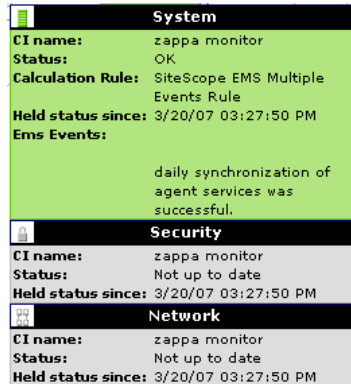 System
CI name: zappa monitor
Status: OK
Calculation Rule: SiteScope EMS Multiple
Events Rule
Held status since: 3/20/07 03:27:50 PM
Ems Events:
daily synchronization of
agent services was
successful.
Security
CI name: zappa monitor
Status: Not up to date
Held status since: 3/20/07 03:27:50 PM
Network
CI name: zappa monitor
Status: Not up to date
Held status since: 3/20/07 03:27:50 PM